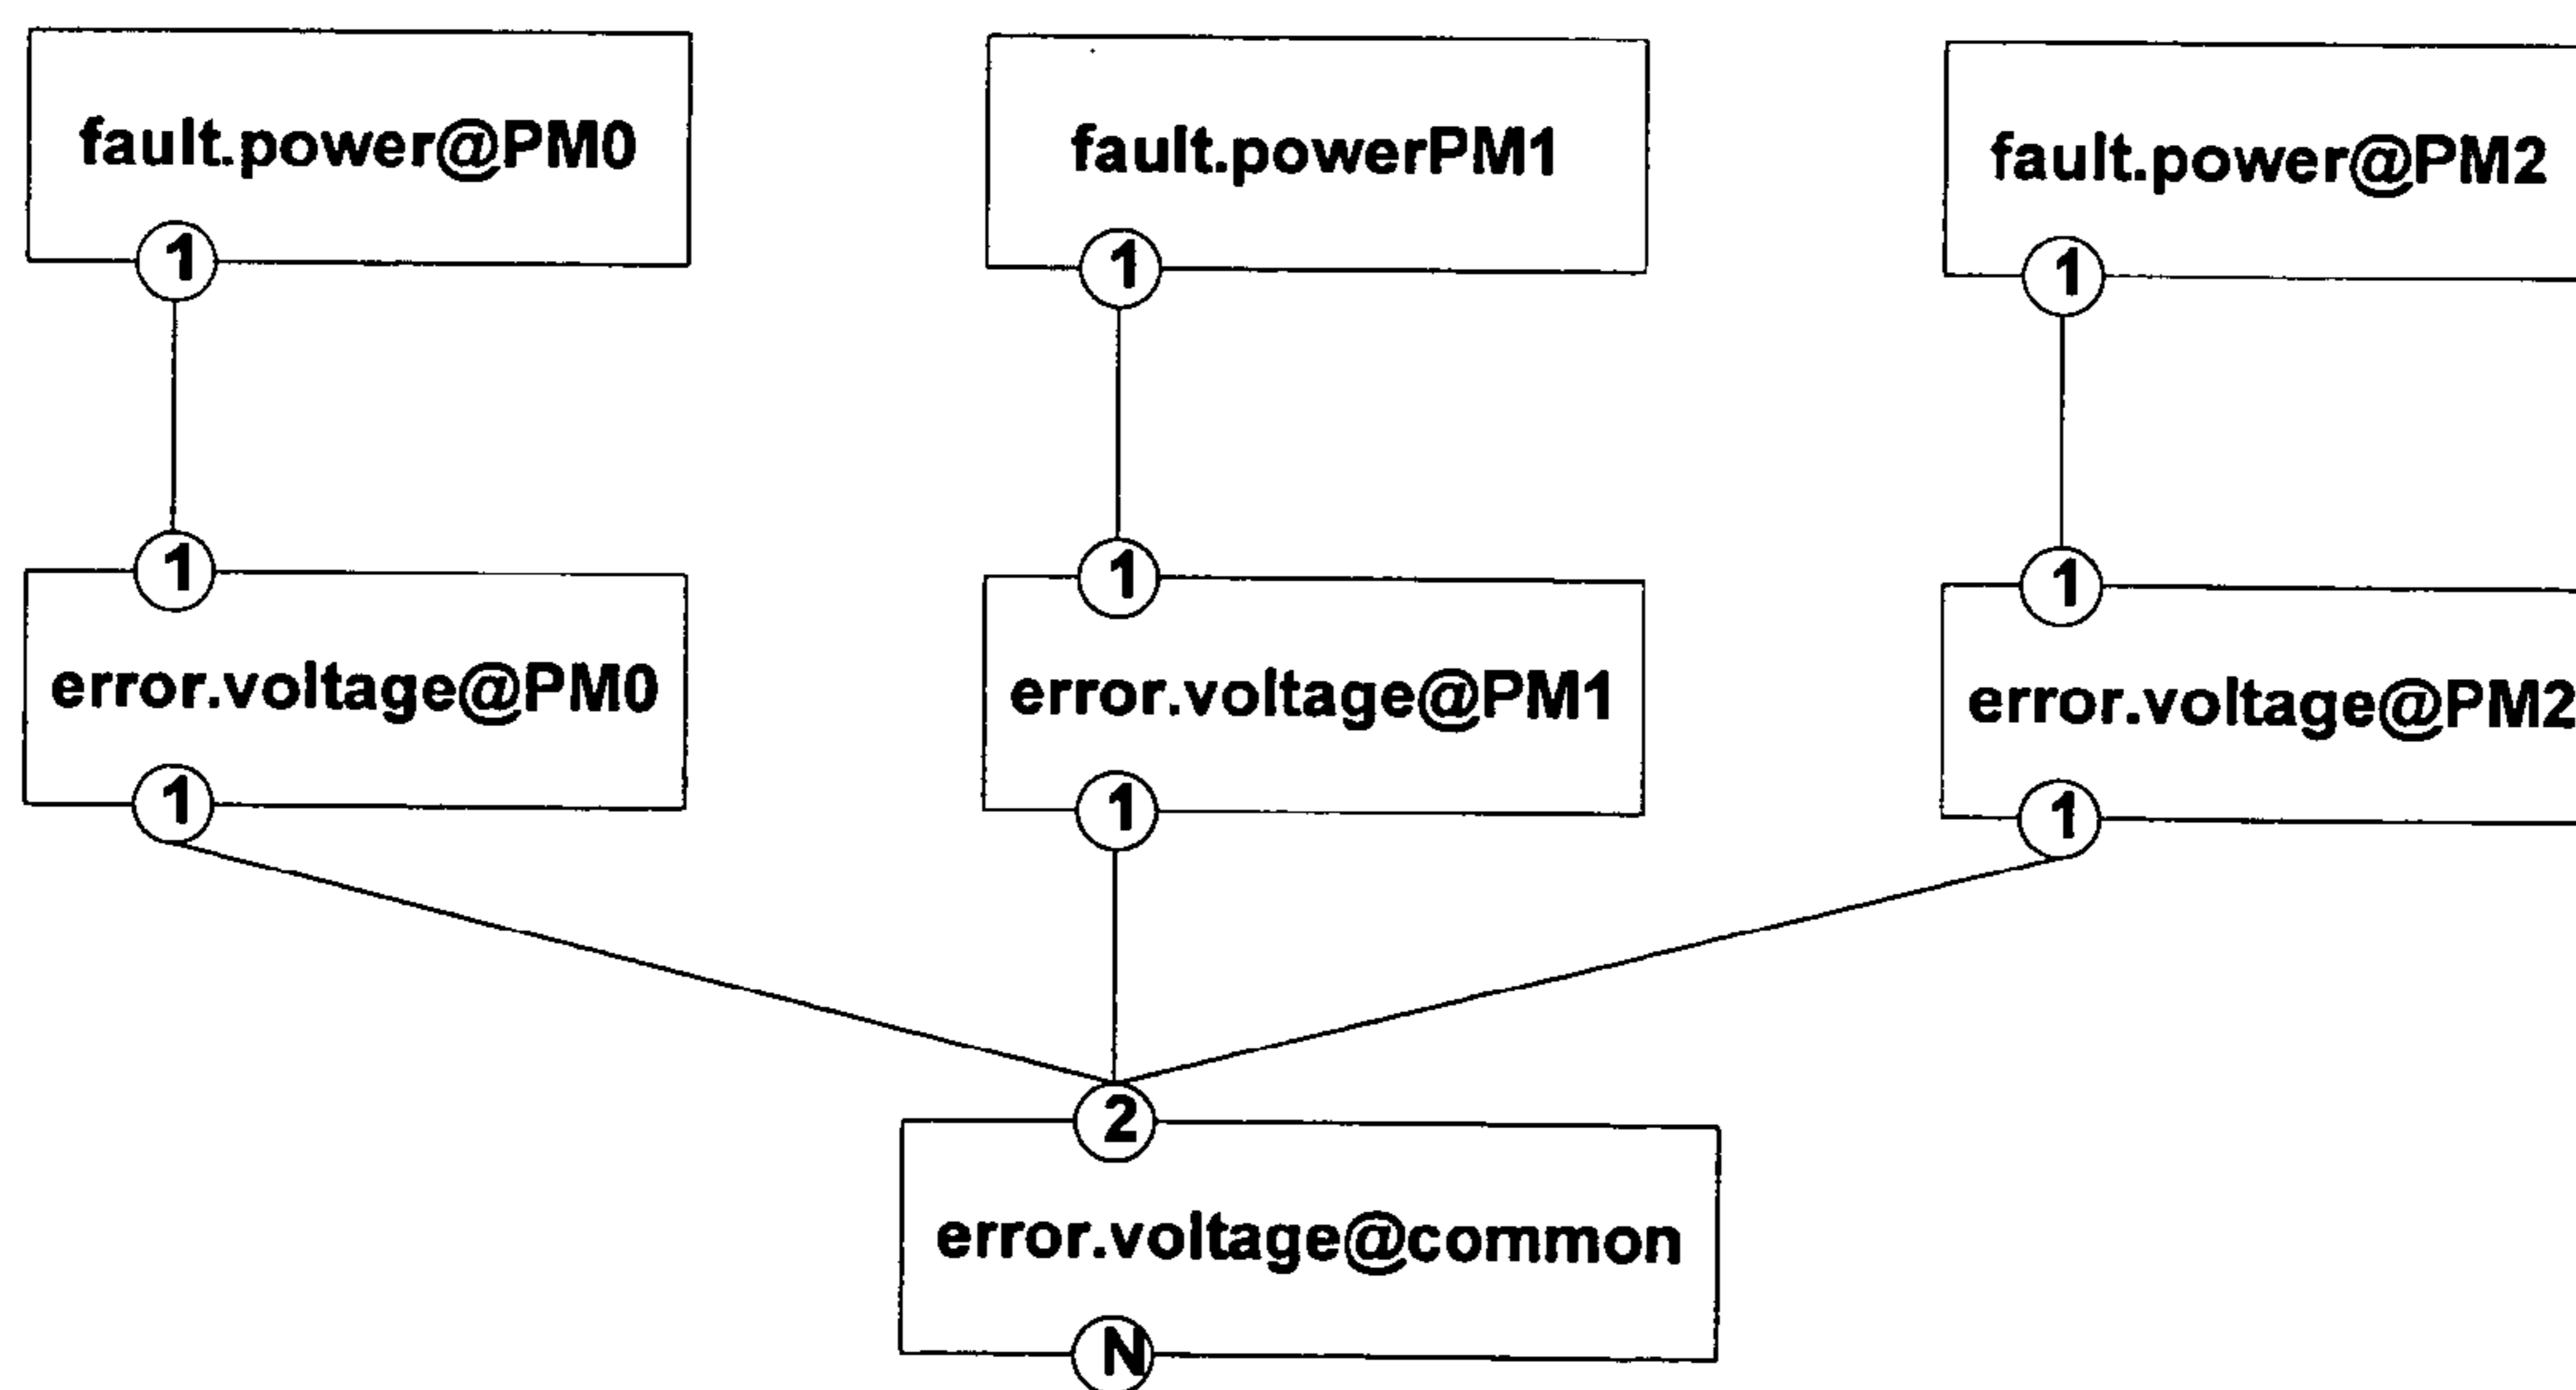 fault.power@PM0
fault.powerPM1
fault.power@PM2
1
1
1
1
1
1
error.voltage@PM0
error.voltage@PM1
error.voltage@PM2
1
1
1
2
error.voltage@common
N